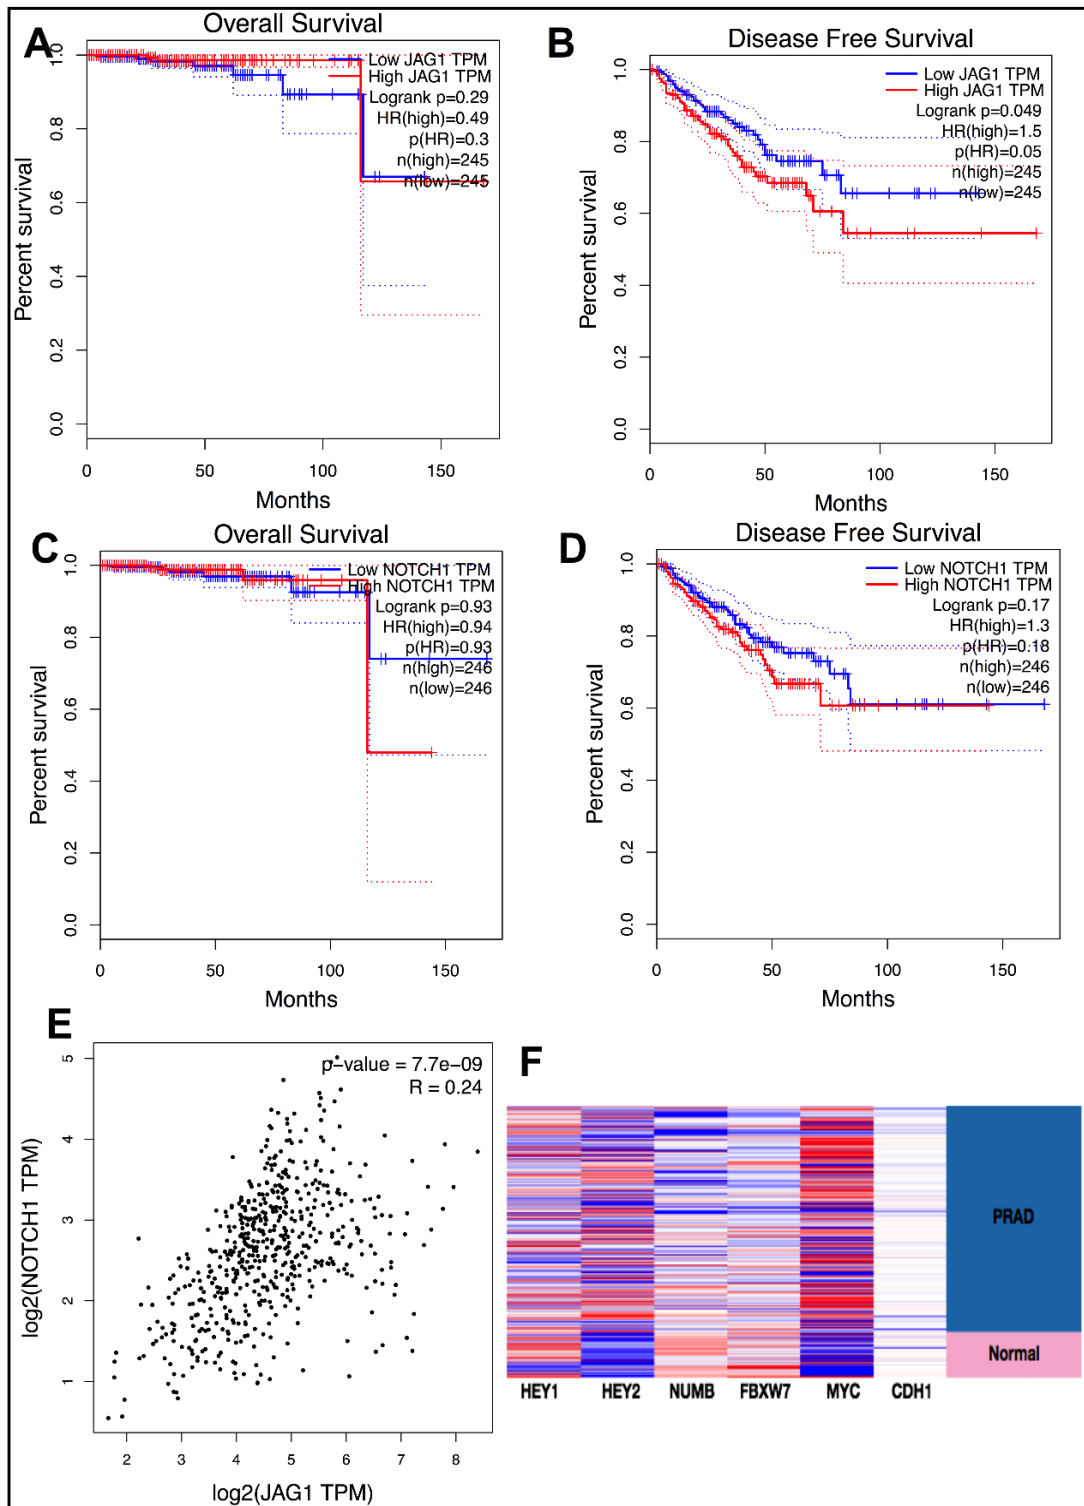 A
Overall Survival
Low JAG1 TPM
High JAG1 TPM
Logrank p=0.29
HR(high)=0.49
p(HR)=0.3
n(high)=245
n(low)=245
Percent survival
1.0
0.8
0.6
0.4
0.2
0.0
0 50 100 150
Months
B
Disease Free Survival
Low JAG1 TPM
High JAG1 TPM
Logrank p=0.049
HR(high)=1.5
p(HR)=0.05
n(high)=245
n(low)=245
Percent survival
1.0
0.8
0.6
0.4
0.2
0.0
0 50 100 150
Months
C
Overall Survival
Low NOTCH1 TPM
High NOTCH1 TPM
Logrank p=0.93
HR(high)=0.94
p(HR)=0.93
n(high)=246
n(low)=246
Percent survival
1.0
0.8
0.6
0.4
0.2
0.0
0 50 100 150
Months
D
Disease Free Survival
Low NOTCH1 TPM
High NOTCH1 TPM
Logrank p=0.17
HR(high)=1.3
p(HR)=0.18
n(high)=246
n(low)=246
Percent survival
1.0
0.8
0.6
0.4
0.2
0.0
0 50 100 150
Months
E
p-value = 7.7e-09
R = 0.24
log2(NOTCH1 TPM)
5
4
3
2
1
2 3 4 5 6 7 8
log2(JAG1 TPM)
F
PRAD
Normal
HEY1 HEY2 NUMB FBXW7 MYC CDH1